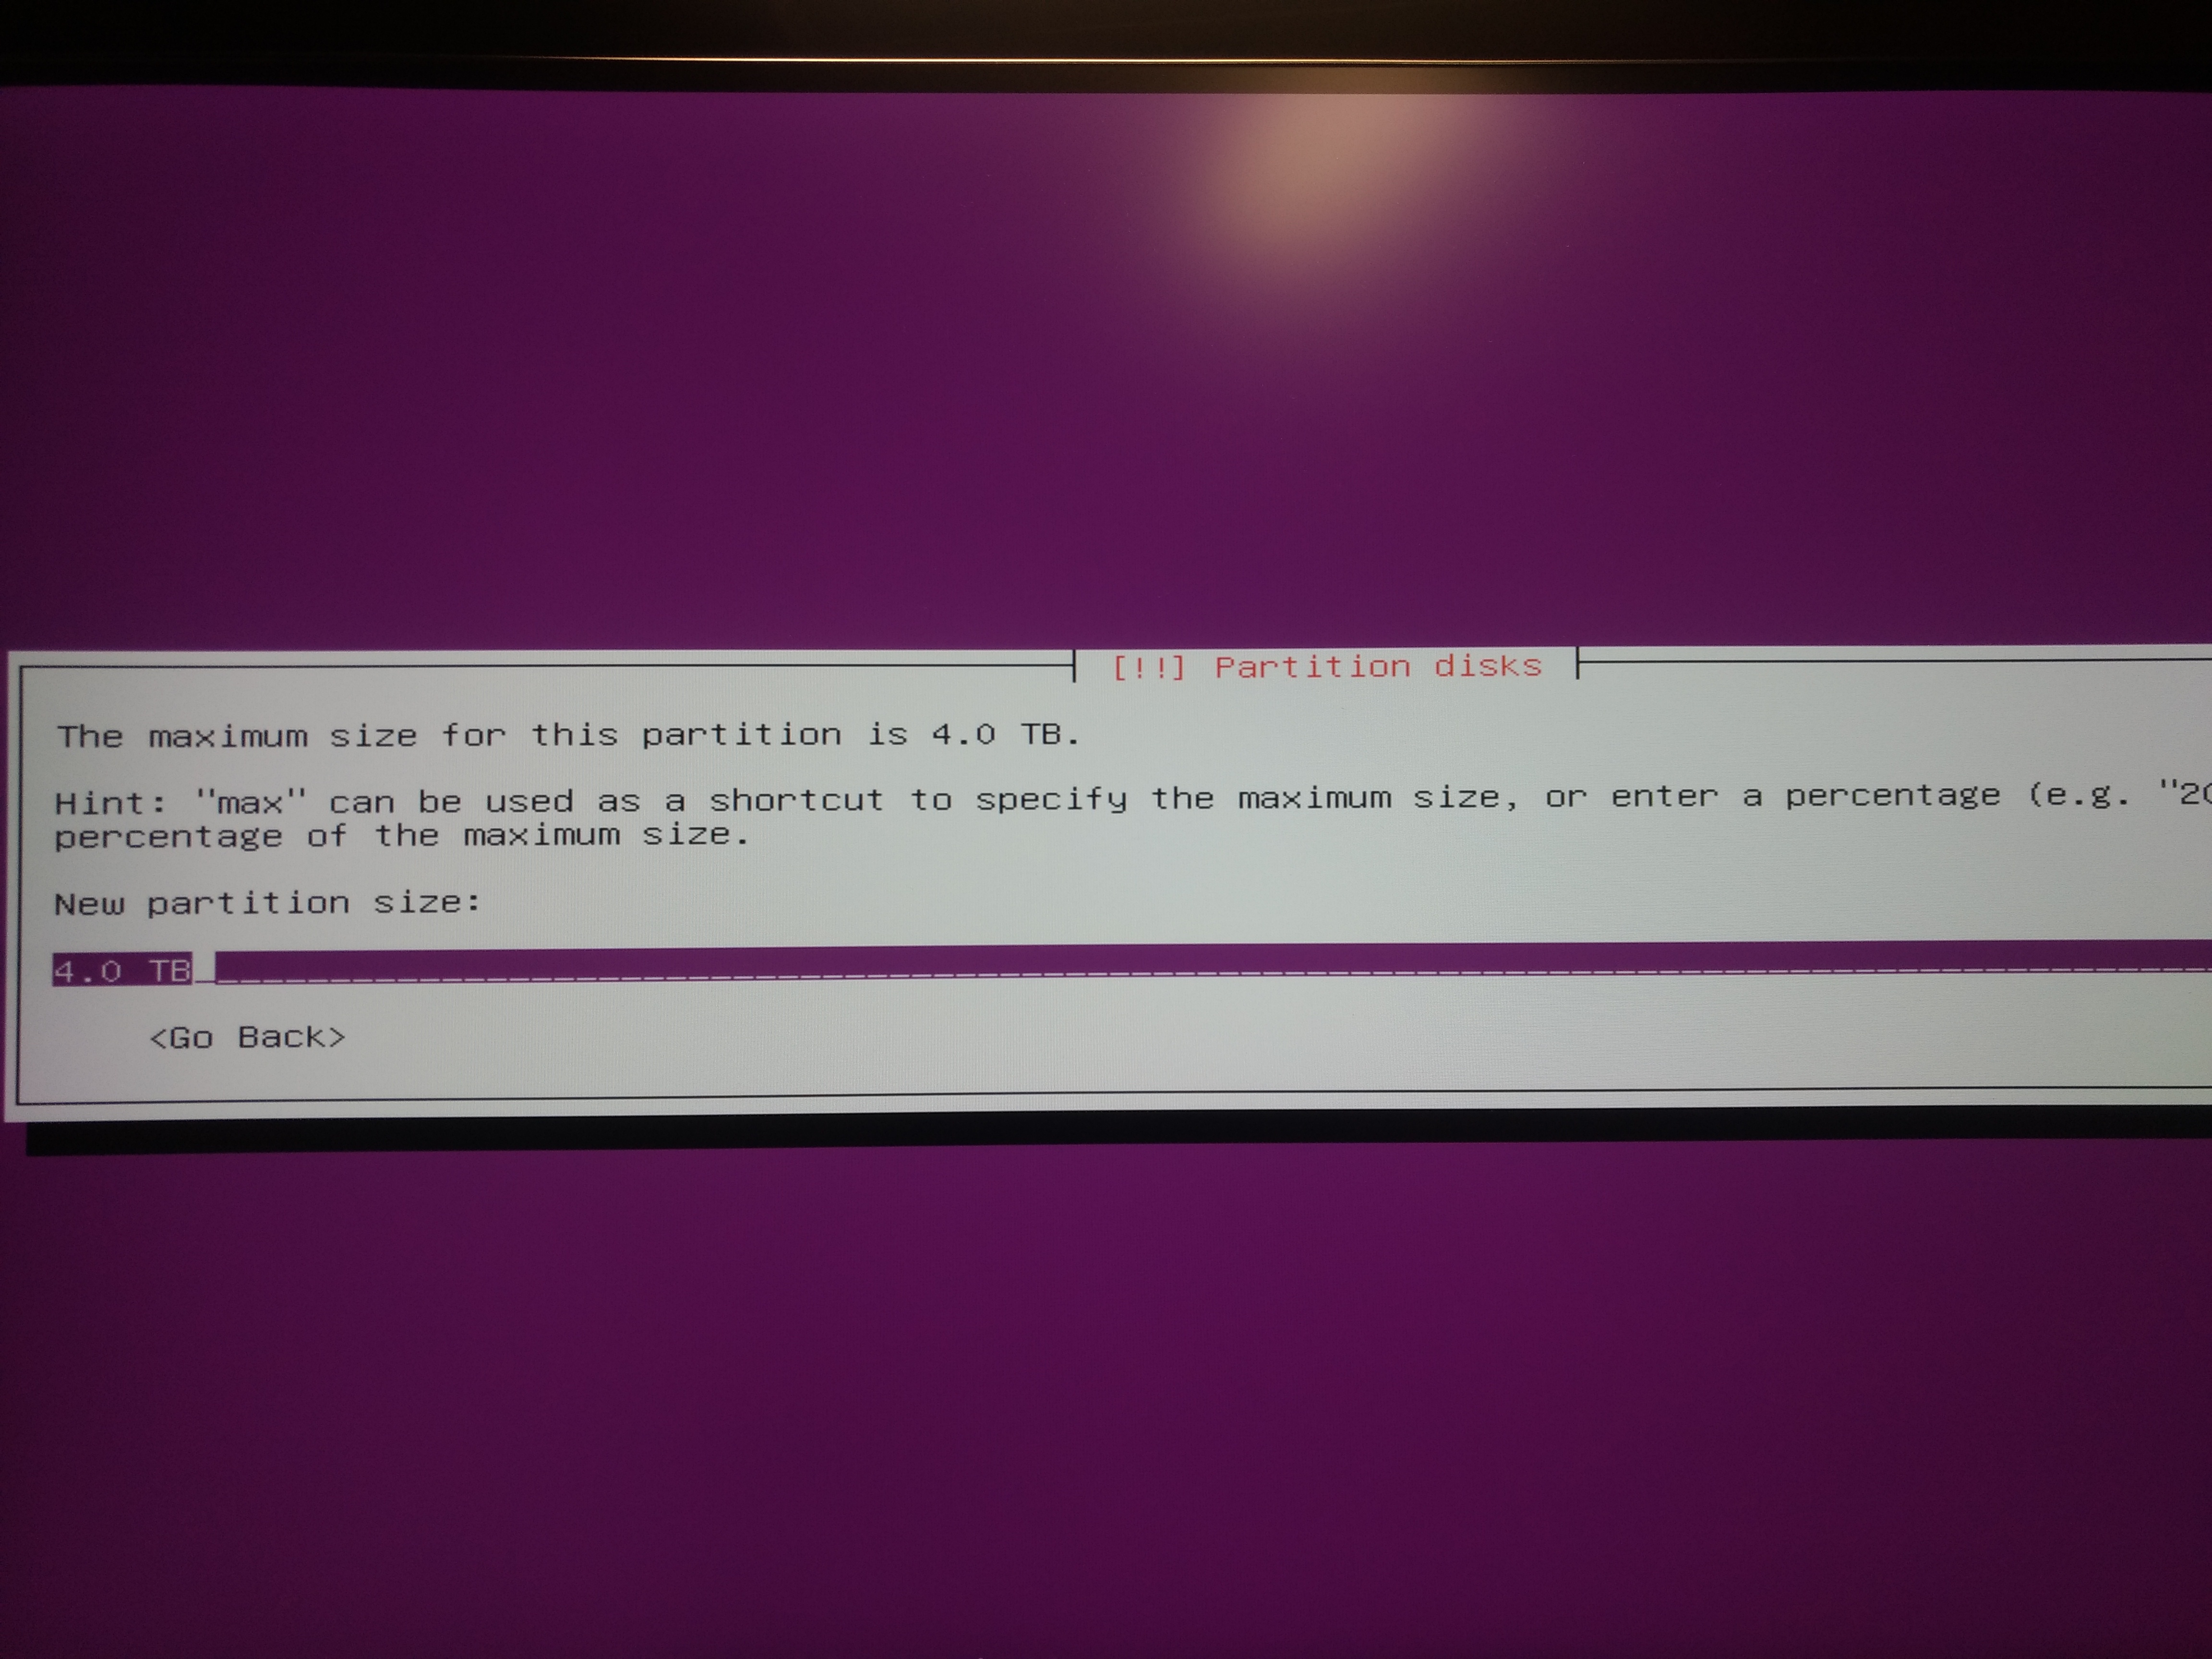 [!!] Partition disks
The maximum size for this partition is 4.0 TB.
Hint: "max" can be used as a shortcut to specify the maximum size, or enter a percentage (e.g.
percentage of the maximum size.
New partition size:
4.0 TB
<Go Back>